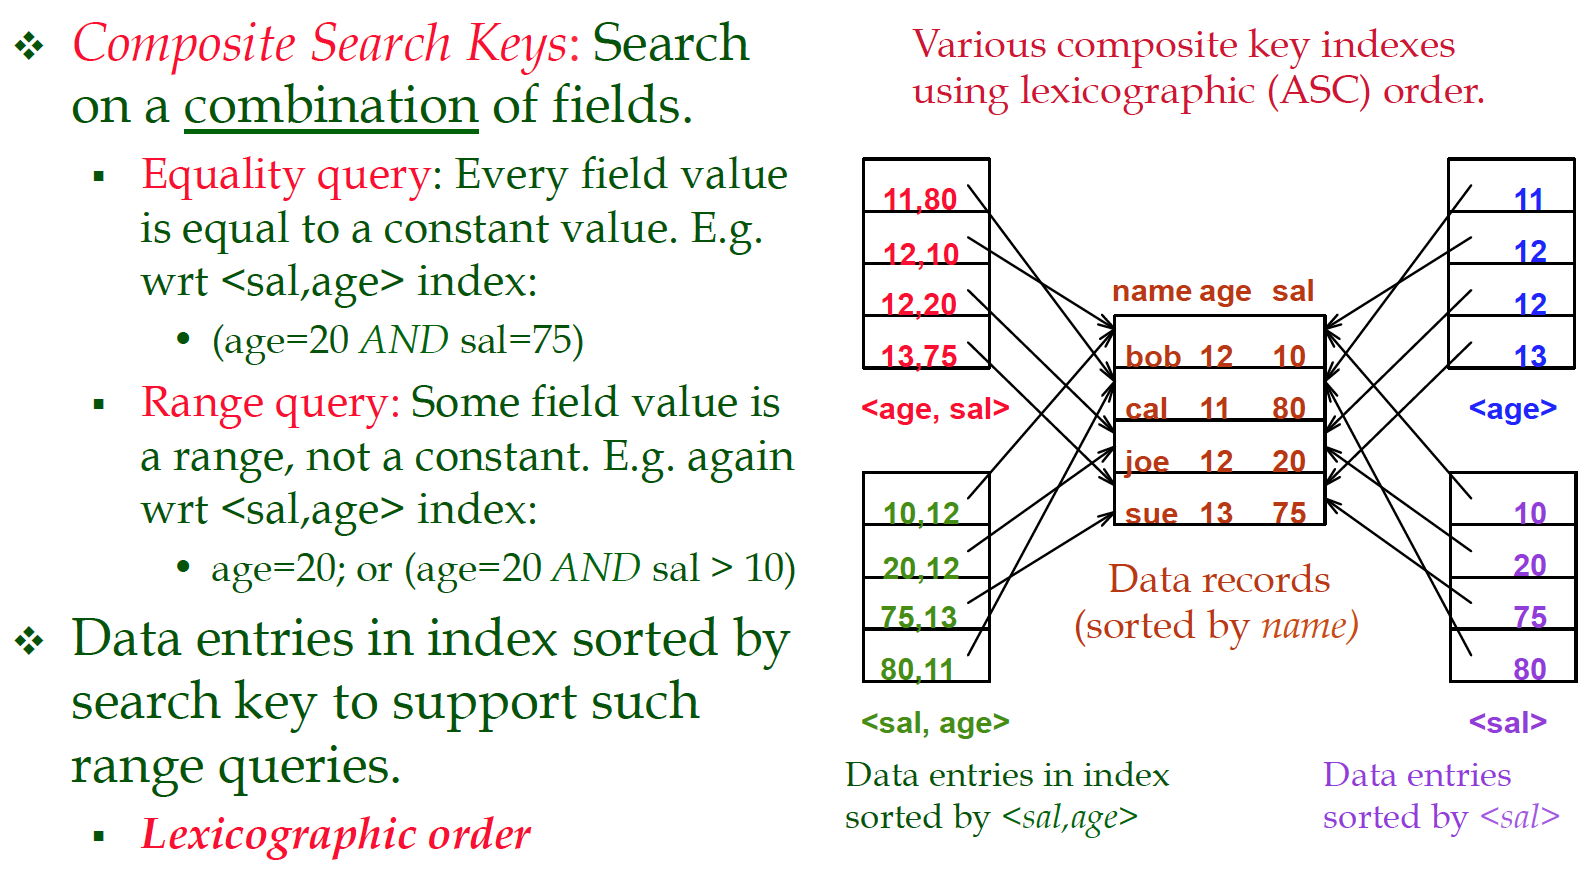 ❖ Composite Search Keys: Search
on a combination of fields.
▪ Equality query: Every field value
is equal to a constant value. E.g.
wrt <sal,age> index:
• (age=20 AND sal=75)
▪ Range query: Some field value is
a range, not a constant. E.g. again
wrt <sal,age> index:
• age=20; or (age=20 AND sal > 10)
❖ Data entries in index sorted by
search key to support such
range queries.
▪ Lexicographic order
Various composite key indexes
using lexicographic (ASC) order.
11,80
12,10
12,20
13,75
<age, sal>
10,12
20,12
75,13
80,11
<sal, age>
Data entries in index
sorted by <sal,age>
name age sal
bob 12 10
cal 11 80
joe 12 20
sue 13 75
Data records
(sorted by name)
11
12
12
13
<age>
10
20
75
80
<sal>
Data entries
sorted by <sal>